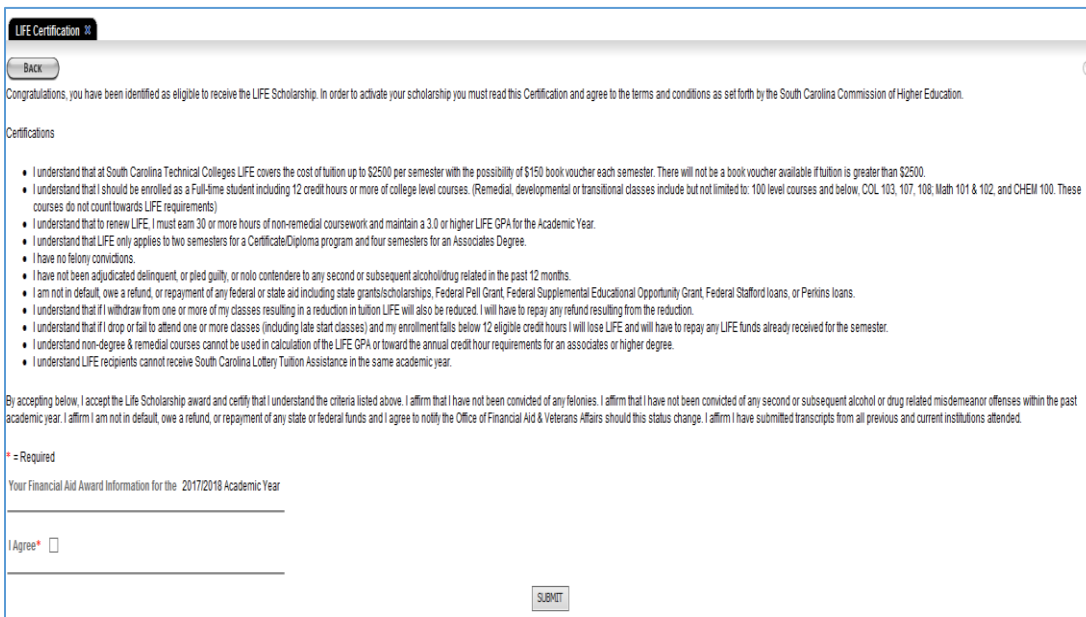 LIFE Certification
BACK
Congratulations, you have been identified as eligible to receive the LIFE Scholarship. In order to activate your scholarship you must read this Certification and agree to the terms and conditions as set forth by the South Carolina Commission of Higher Education.
Certifications
• I understand that at South Carolina Technical Colleges LIFE covers the cost of tuition up to $2500 per semester with the possibility of $150 book voucher each semester. There will not be a book voucher available if tuition is greater than $2500.
• I understand that I should be enrolled as a Full-time student including 12 credit hours or more of college level courses. (Remedial, developmental or transitional classes include but not limited to: 100 level courses and below, COL 103, 107, 108; Math 101 & 102, and CHEM 100. These
courses do not count towards LIFE requirements)
• I understand that to renew LIFE, I must earn 30 or more hours of non-remedial coursework and maintain a 3.0 or higher LIFE GPA for the Academic Year.
• I understand that LIFE only applies to two semesters for a Certificate/Diploma program and four semesters for an Associates Degree.
• I have no felony convictions.
• I have not been adjudicated delinquent, or pled guilty, or nolo contendere to any second or subsequent alcohol/drug related in the past 12 months.
• I am not in default, owe a refund, or repayment of any federal or state aid including state grants/scholarships, Federal Pell Grant, Federal Supplemental Educational Opportunity Grant, Federal Stafford loans, or Perkins loans.
• I understand that if I withdraw from one or more of my classes resulting in a reduction in tuition LIFE will also be reduced. I will have to repay any refund resulting from the reduction.
• I understand that if I drop or fail to attend one or more classes (including late start classes) and my enrollment falls below 12 eligible credit hours I will lose LIFE and will have to repay any LIFE funds already received for the semester.
• I understand non-degree & remedial courses cannot be used in calculation of the LIFE GPA or toward the annual credit hour requirements for an associates or higher degree.
• I understand LIFE recipients cannot receive South Carolina Lottery Tuition Assistance in the same academic year.
By accepting below, I accept the Life Scholarship award and certify that I understand the criteria listed above. I affirm that I have not been convicted of any felonies. I affirm that I have not been convicted of any second or subsequent alcohol or drug related misdemeanor offenses within the past
academic year. I affirm I am not in default, owe a refund, or repayment of any state or federal funds and I agree to notify the Office of Financial Aid & Veterans Affairs should this status change. I affirm I have submitted transcripts from all previous and current institutions attended.
* = Required
Your Financial Aid Award Information for the 2017/2018 Academic Year
I Agree*
SUBMIT